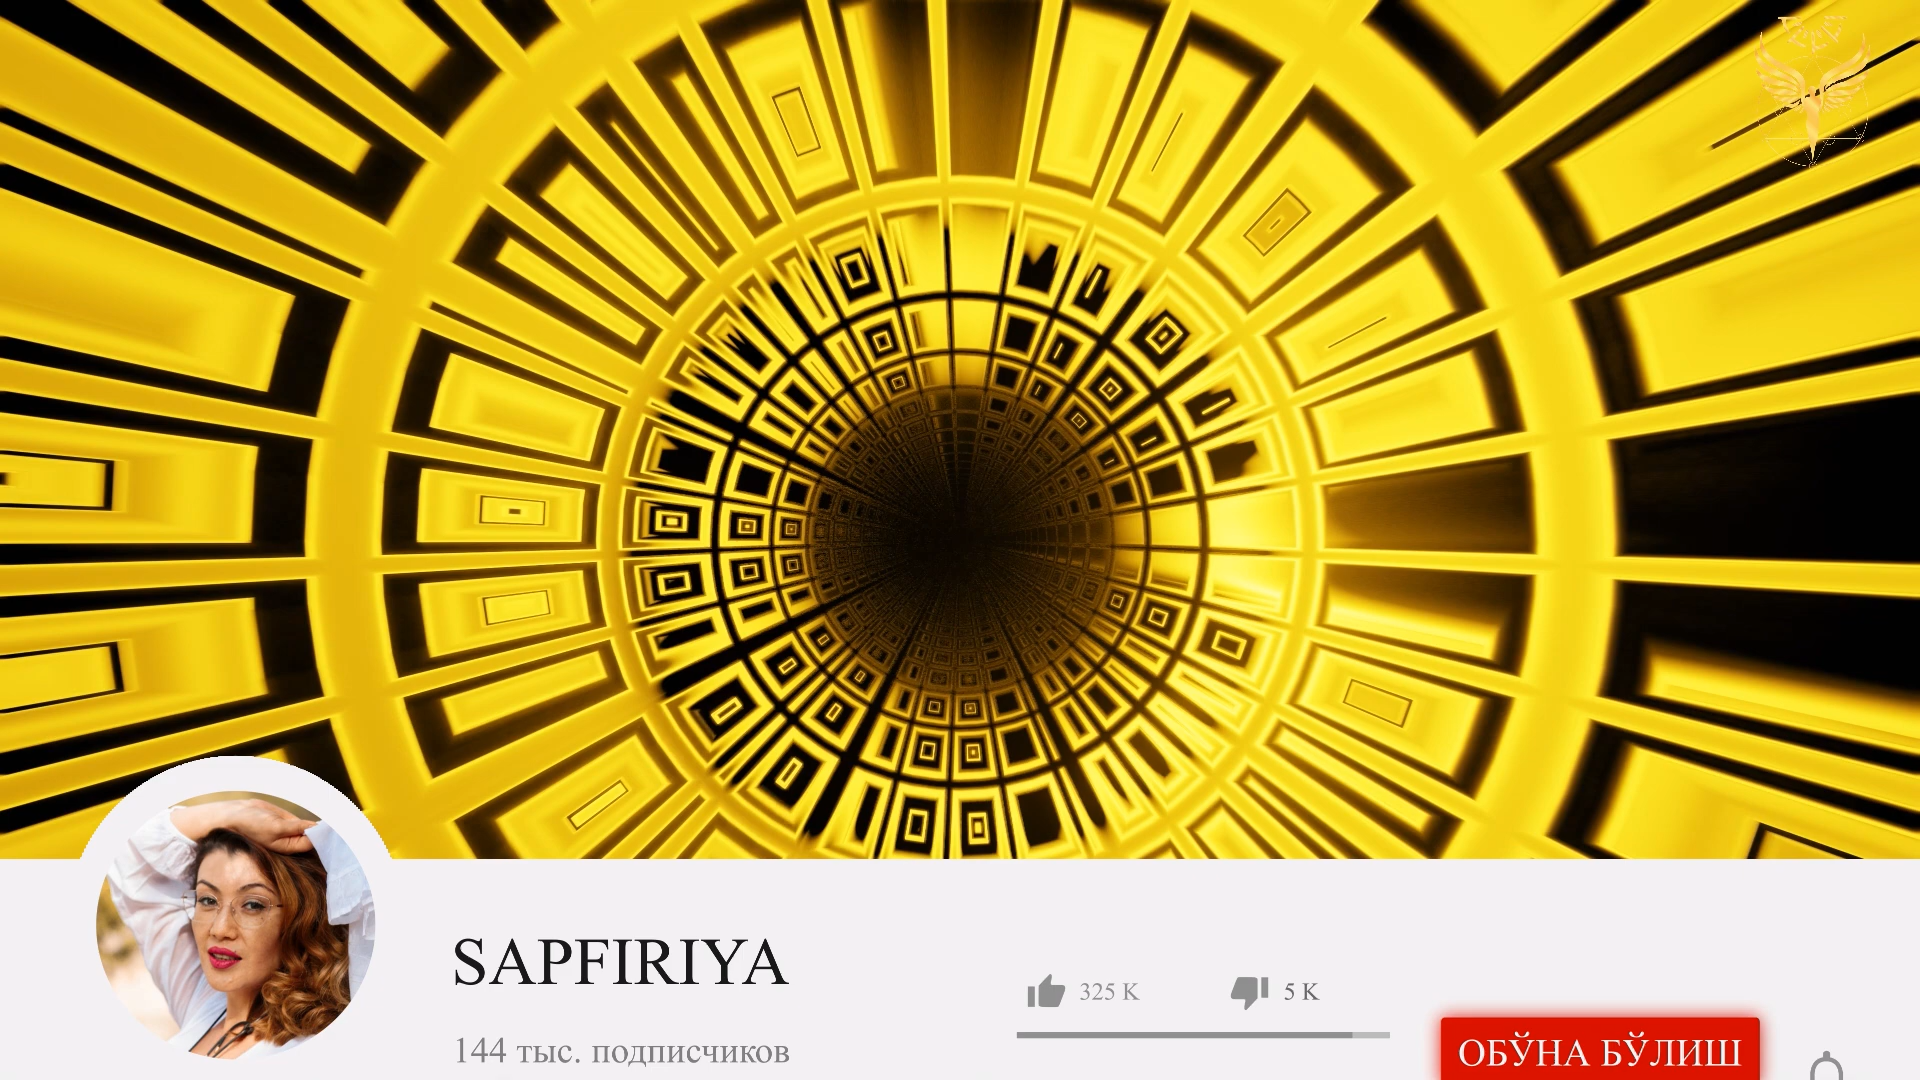 SAPFIRIYA
144 тыс. подписчиков
325 K
5 K
ОБЎНА БЎЛИШ